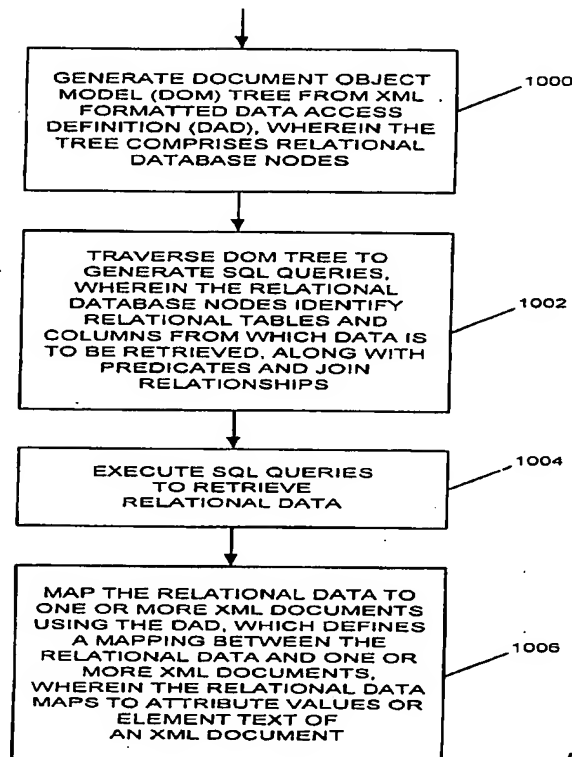 GENERATE DOCUMENT OBJECT
MODEL (DOM) TREE FROM XML
FORMATTED DATA ACCESS
DEFINITION (DAD), WHEREIN THE
TREE COMPRISES RELATIONAL
DATABASE NODES
1000
TRAVERSE DOM TREE TO
GENERATE SQL QUERIES,
WHEREIN THE RELATIONAL
DATABASE NODES IDENTIFY
RELATIONAL TABLES AND
COLUMNS FROM WHICH DATA IS
TO BE RETRIEVED, ALONG WITH
PREDICATES AND JOIN
RELATIONSHIPS
1002
EXECUTE SQL QUERIES
TO RETRIEVE
RELATIONAL DATA
1004
MAP THE RELATIONAL DATA TO
ONE OR MORE XML DOCUMENTS
USING THE DAD, WHICH DEFINES
A MAPPING BETWEEN THE
RELATIONAL DATA AND ONE OR
MORE XML DOCUMENTS,
WHEREIN THE RELATIONAL DATA
MAPS TO ATTRIBUTE VALUES OR
ELEMENT TEXT OF
AN XML DOCUMENT
1006